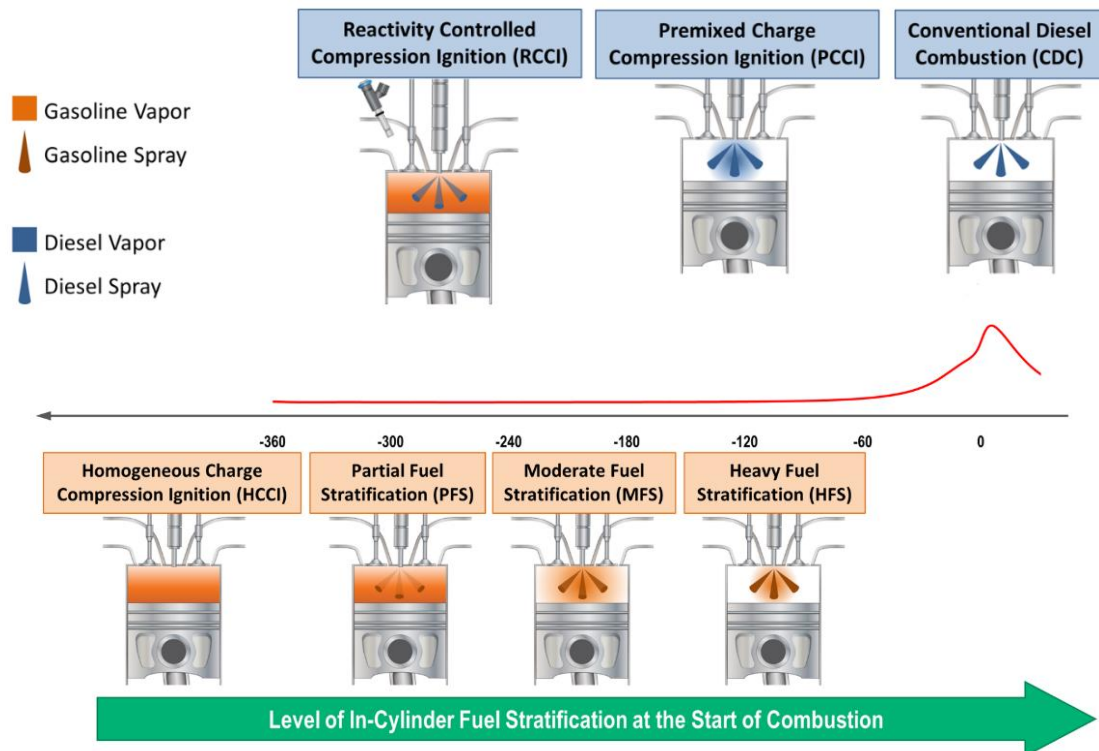 Reactivity Controlled
Compression Ignition (RCCI)
Premixed Charge
Compression Ignition (PCCI)
Conventional Diesel
Combustion (CDC)
Gasoline Vapor
Gasoline Spray
Diesel Vapor
Diesel Spray
-360 -300 -240 -180 -120 -60 0
Homogeneous Charge
Compression Ignition (HCCI)
Partial Fuel
Stratification (PFS)
Moderate Fuel
Stratification (MFS)
Heavy Fuel
Stratification (HFS)
Level of In-Cylinder Fuel Stratification at the Start of Combustion